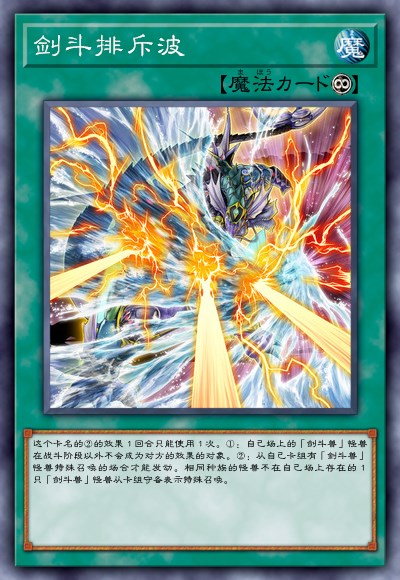 剑斗排斥波
魔
【魔法カード】
まほう
这个卡名的②的效果1回合只能使用1次。①：自己场上的「剑斗兽」怪兽
在战斗阶段以外不会成为对方的效果的对象。②：从自己卡组有「剑斗兽」
怪兽特殊召唤的场合才能发动。相同种族的怪兽不在自己场上存在的1
只「剑斗兽」怪兽从卡组守备表示特殊召唤。